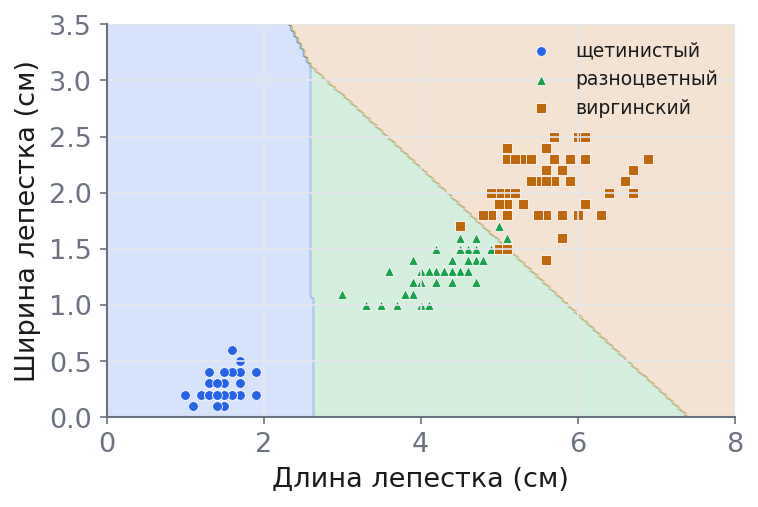 щетинистый
разноцветный
виргинский
Ширина лепестка (см)
3.5
3.0
2.5
2.0
1.5
1.0
0.5
0.0
0
2
4
6
8
Длина лепестка (см)